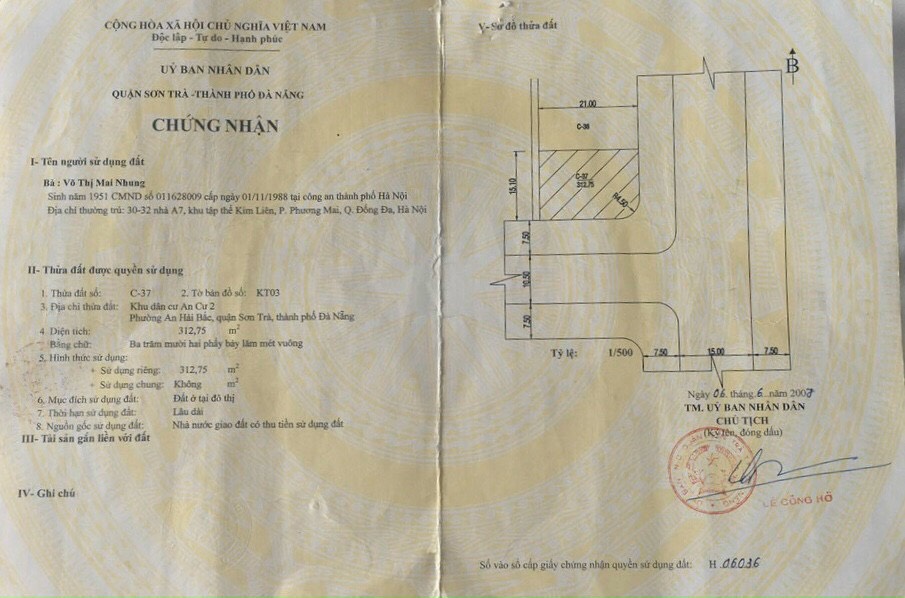 CỘNG HÒA XÃ HỘI CHỦ NGHĨA VIỆT NAM
Độc lập - Tự do - Hạnh phúc
UỶ BAN NHÂN DÂN
QUẬN SƠN TRÀ -THÀNH PHỐ ĐÀ NẴNG
CHỨNG NHẬN
I- Tên người sử dụng đất
Bà : Võ Thị Mai Nhung
Sinh năm 1951 CMND số 011628009 cấp ngày 01/11/1988 tại công an thành phố Hà Nội
Địa chỉ thường trú: 30-32 nhà A7, khu tập thể Kim Liên, P. Phương Mai, Q. Đống Đa, Hà Nội
II- Thửa đất được quyền sử dụng
1. Thửa đất số: C-37 2. Tờ bản đồ số: KT03
3. Địa chỉ thửa đất: Khu dân cư An Cư 2
Phường An Hải Bắc, quận Sơn Trà, thành phố Đà Nẵng
4. Diện tích: 312,75 m2
Bằng chữ: Ba trăm mười hai phẩy bảy lăm mét vuông
5. Hình thức sử dụng:
+ Sử dụng riêng: 312,75 m2
+ Sử dụng chung: Không m2
6. Mục đích sử dụng đất: Đất ở tại đô thị
7. Thời hạn sử dụng đất: Lâu dài
8. Nguồn gốc sử dụng đất: Nhà nước giao đất có thu tiền sử dụng đất
III- Tài sản gắn liền với đất
IV- Ghi chú
V- Sơ đồ thửa đất
B
21.00
C-36
C-37
312,75
15.10
R4.50
7.50
10.50
7.50
Tỷ lệ: 1/500
7.50 15.00 7.50
Ngày 06 tháng 6 năm
TM. UỶ BAN NHÂN DÂN
CHỦ TỊCH
(Ký tên, đóng dấu)
LÊ CÔNG HỒ
Số vào sổ cấp giấy chứng nhận quyền sử dụng đất: H 06036